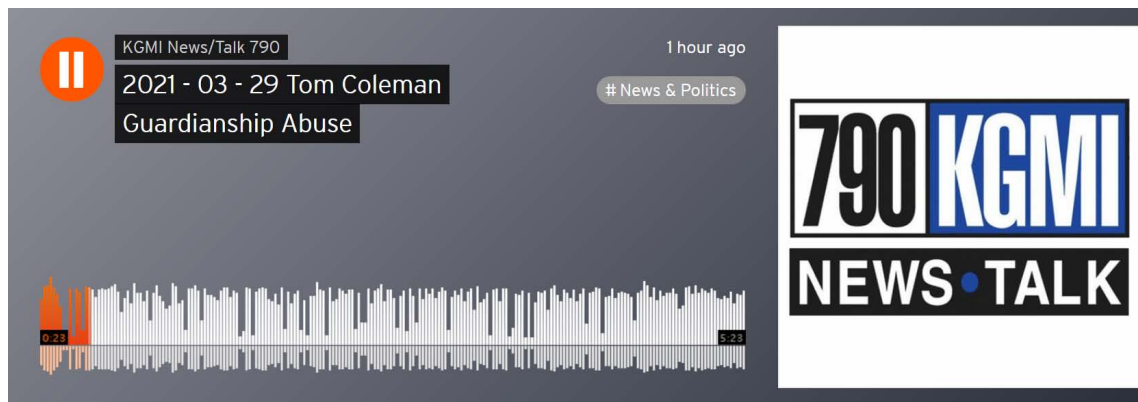 KGMI News/Talk 790
1 hour ago
2021 - 03 - 29 Tom Coleman
Guardianship Abuse
# News & Politics
0:23
5:23
790 KGMI
NEWS • TALK